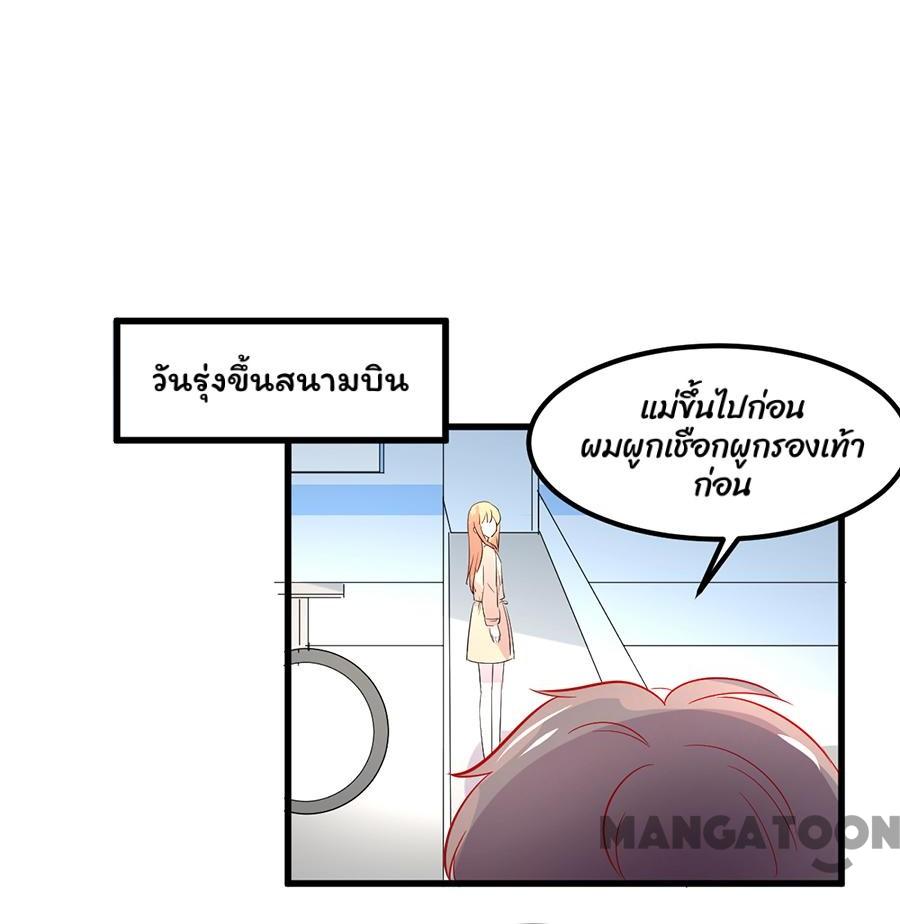 วันรุ่งขึ้นสนามบิน
แม่ขึ้นไปก่อน
ผมผูกเชือกผูกรองเท้า
ก่อน
MANGATOON